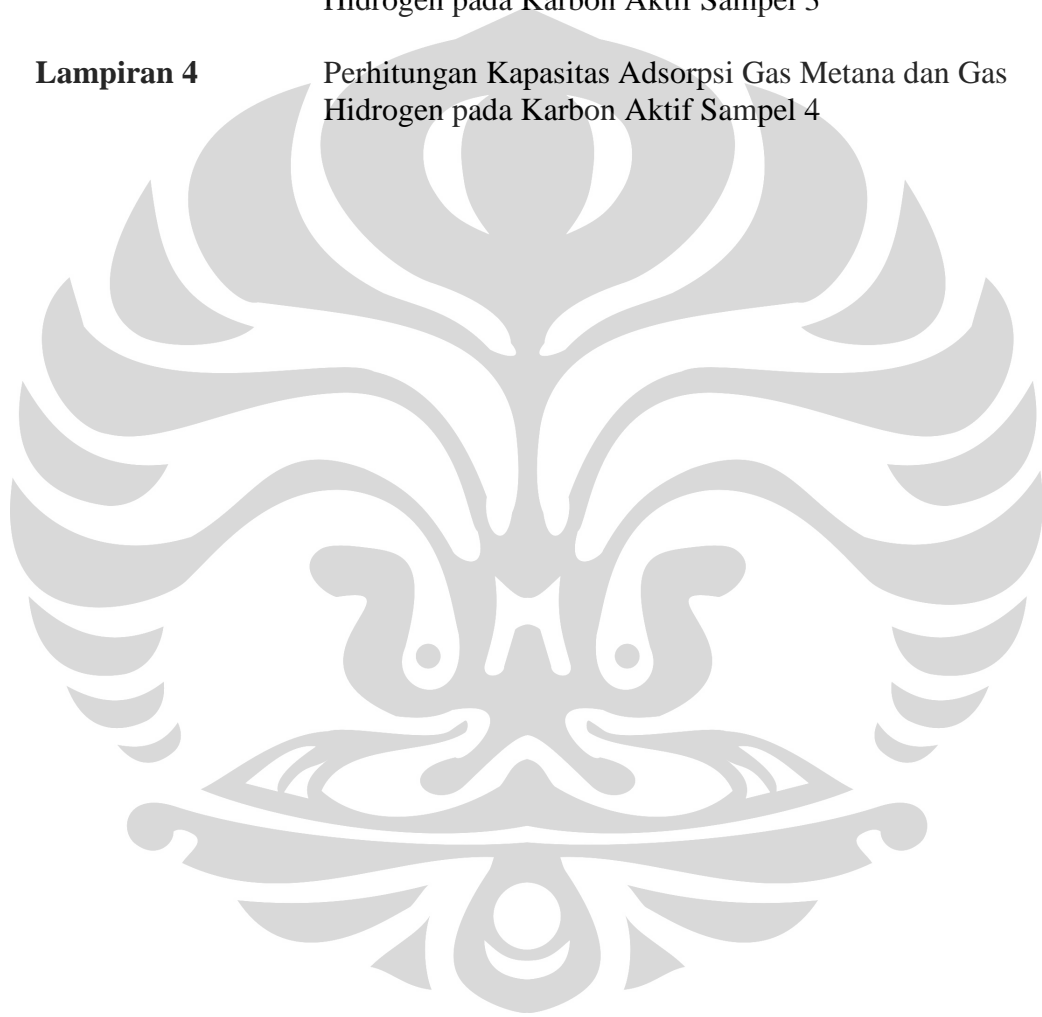 Hidrogen pada Karbon Aktif Sampel 3
Lampiran 4 Perhitungan Kapasitas Adsorpsi Gas Metana dan Gas
Hidrogen pada Karbon Aktif Sampel 4